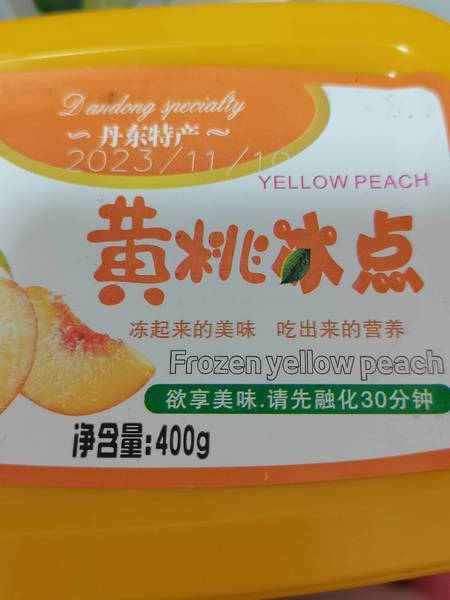 Dandong specialty
~丹东特产~
2023/11/10
YELLOW PEACH
黄桃冰点
冻起来的美味 吃出来的营养
Frozen yellow peach
欲享美味.请先融化30分钟
净含量:400g